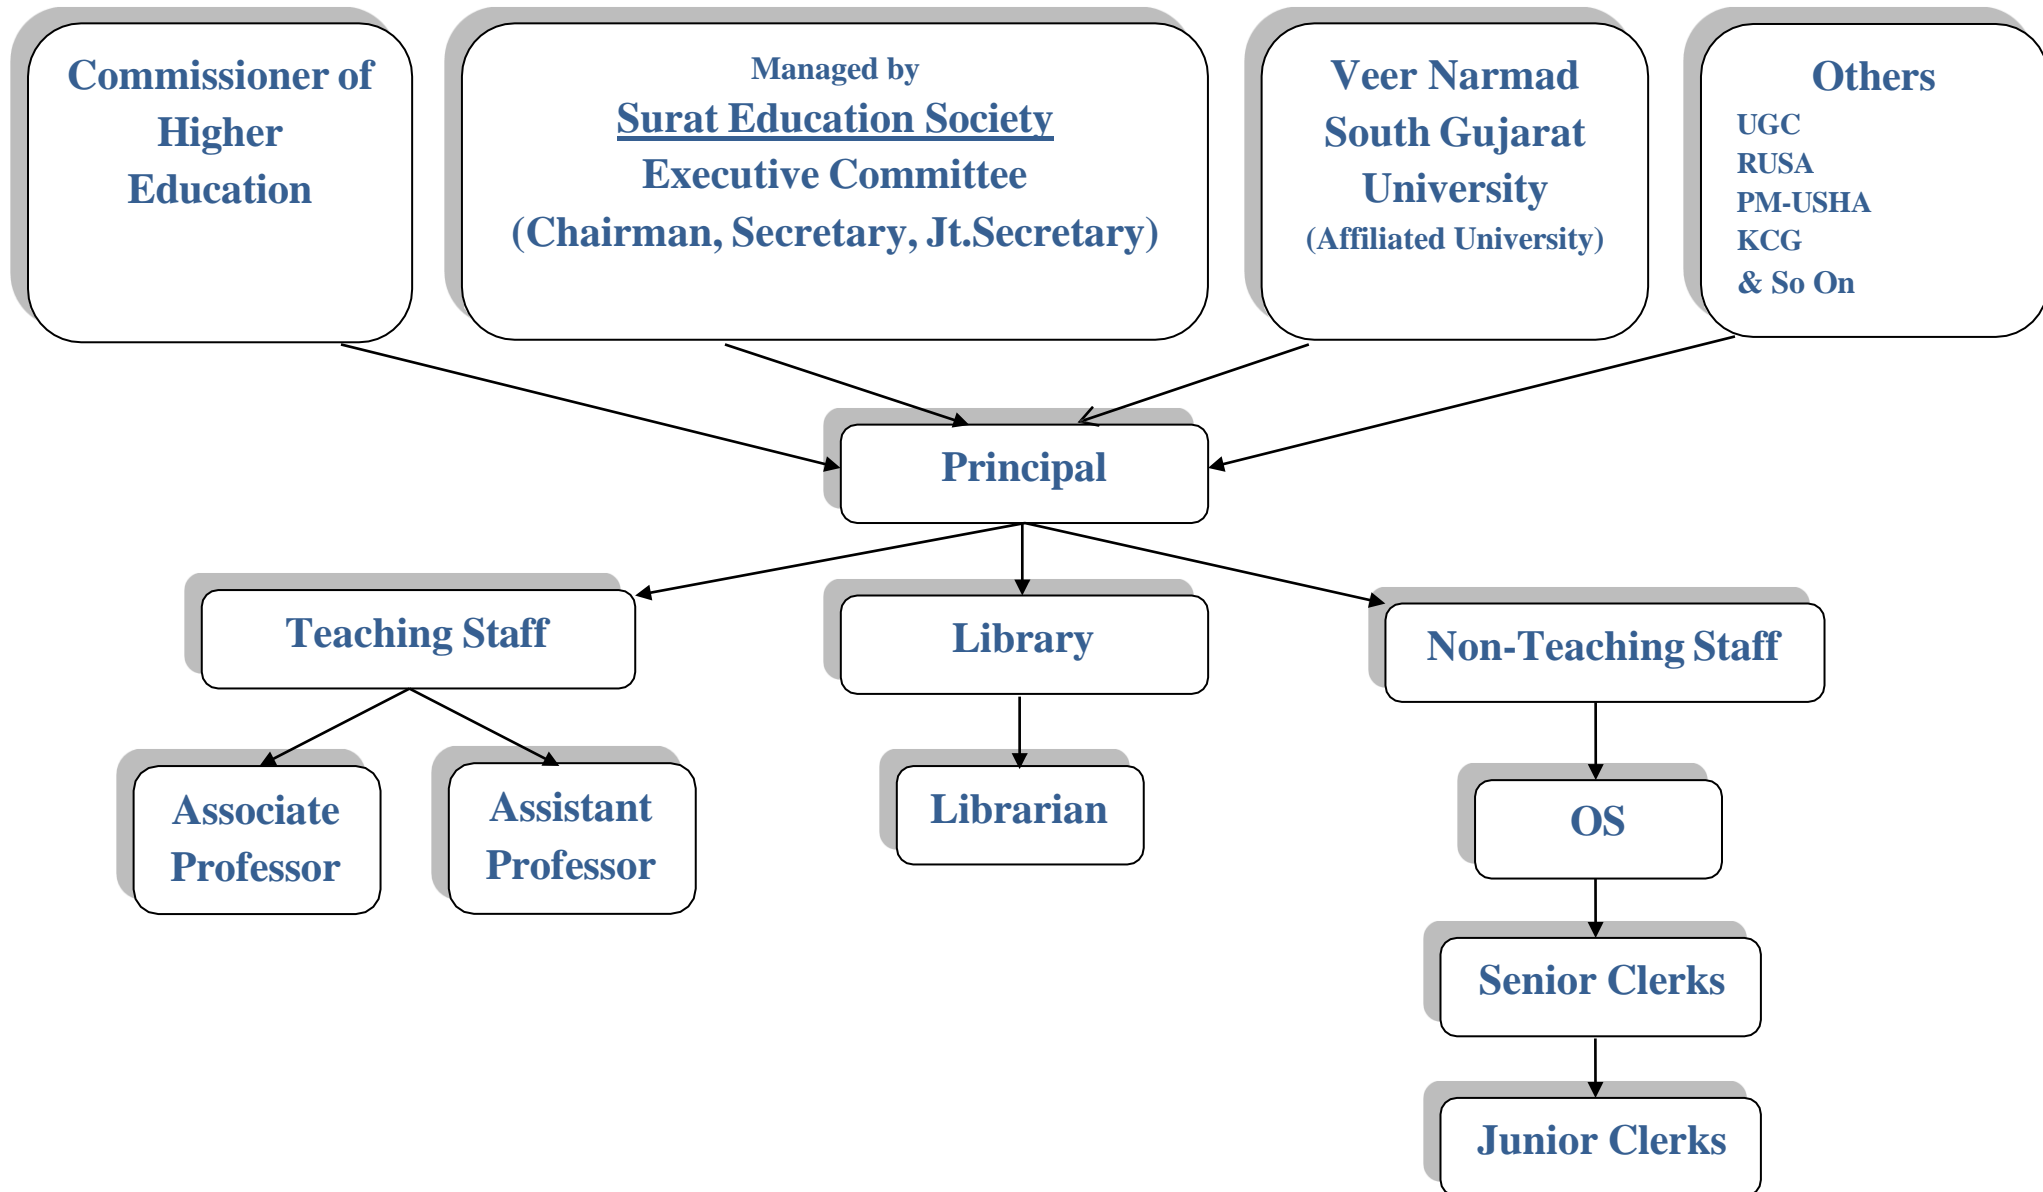 Commissioner of
Higher
Education
Managed by
Surat Education Society
Executive Committee
(Chairman, Secretary, Jt.Secretary)
Veer Narmad
South Gujarat
University
(Affiliated University)
Others
UGC
RUSA
PM-USHA
KCG
& So On
Principal
Teaching Staff
Library
Non-Teaching Staff
Associate
Professor
Assistant
Professor
Librarian
OS
Senior Clerks
Junior Clerks